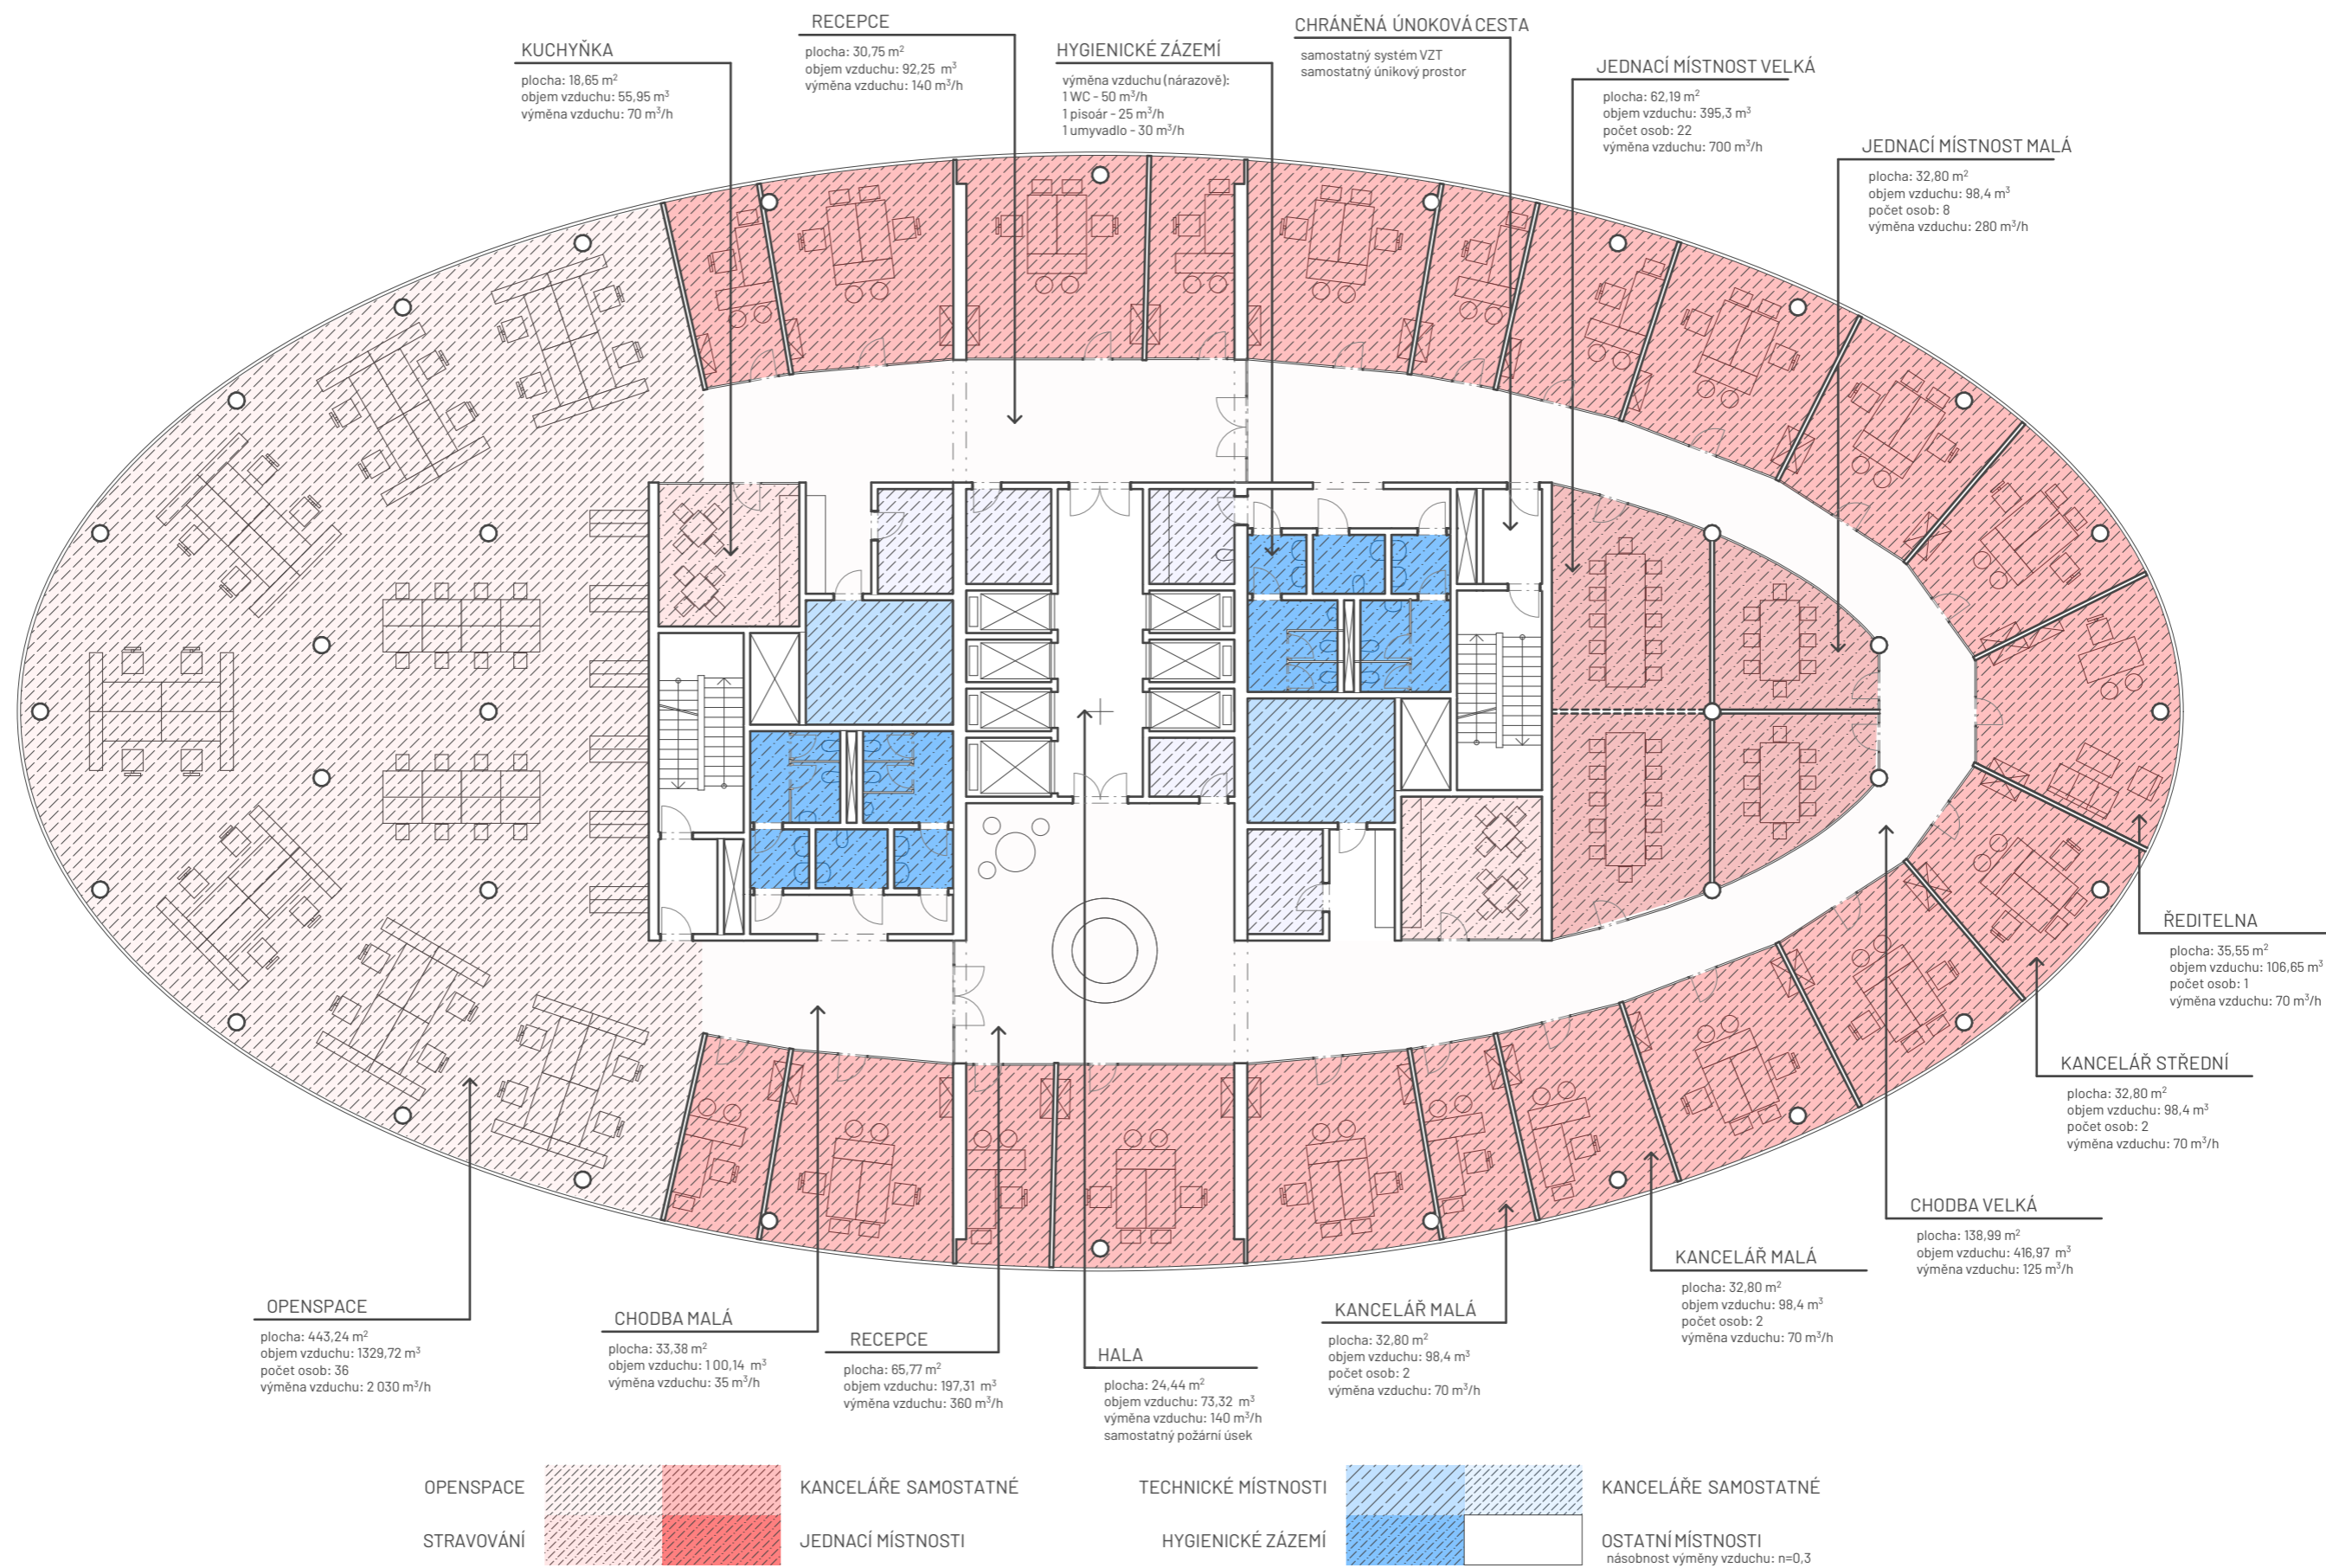 RECEPCE
plocha: 30,75 m²
objem vzduchu: 92,25 m³
výměna vzduchu: 140 m³/h
KUCHYŇKA
plocha: 18,65 m²
objem vzduchu: 55,95 m³
výměna vzduchu: 70 m³/h
HYGIENICKÉ ZÁZEMÍ
výměna vzduchu (nárazově):
1 WC - 50 m³/h
1 pisoár - 25 m³/h
1 umyvadlo - 30 m³/h
CHRÁNĚNÁ ÚNOKOVÁ CESTA
samostatný systém VZT
samostatný únikový prostor
JEDNACÍ MÍSTNOST VELKÁ
plocha: 62,19 m²
objem vzduchu: 395,3 m³
počet osob: 22
výměna vzduchu: 700 m³/h
JEDNACÍ MÍSTNOST MALÁ
plocha: 32,80 m²
objem vzduchu: 98,4 m³
počet osob: 8
výměna vzduchu: 280 m³/h
ŘEDITELNA
plocha: 35,55 m²
objem vzduchu: 106,65 m³
počet osob: 1
výměna vzduchu: 70 m³/h
KANCELÁŘ STŘEDNÍ
plocha: 32,80 m²
objem vzduchu: 98,4 m³
počet osob: 2
výměna vzduchu: 70 m³/h
CHODBA VELKÁ
plocha: 138,99 m²
objem vzduchu: 416,97 m³
výměna vzduchu: 125 m³/h
KANCELÁŘ MALÁ
plocha: 32,80 m²
objem vzduchu: 98,4 m³
počet osob: 2
výměna vzduchu: 70 m³/h
KANCELÁŘ MALÁ
plocha: 32,80 m²
objem vzduchu: 98,4 m³
počet osob: 2
výměna vzduchu: 70 m³/h
HALA
plocha: 24,44 m²
objem vzduchu: 73,32 m³
výměna vzduchu: 140 m³/h
samostatný požární úsek
RECEPCE
plocha: 65,77 m²
objem vzduchu: 197,31 m³
výměna vzduchu: 360 m³/h
CHODBA MALÁ
plocha: 33,38 m²
objem vzduchu: 1 00,14 m³
výměna vzduchu: 35 m³/h
OPENSPACE
plocha: 443,24 m²
objem vzduchu: 1329,72 m³
počet osob: 36
výměna vzduchu: 2 030 m³/h
OPENSPACE
KANCELÁŘE SAMOSTATNÉ
STRAVOVÁNÍ
JEDNACÍ MÍSTNOSTI
TECHNICKÉ MÍSTNOSTI
KANCELÁŘE SAMOSTATNÉ
HYGIENICKÉ ZÁZEMÍ
OSTATNÍ MÍSTNOSTI
násobnost výměny vzduchu: n=0,3